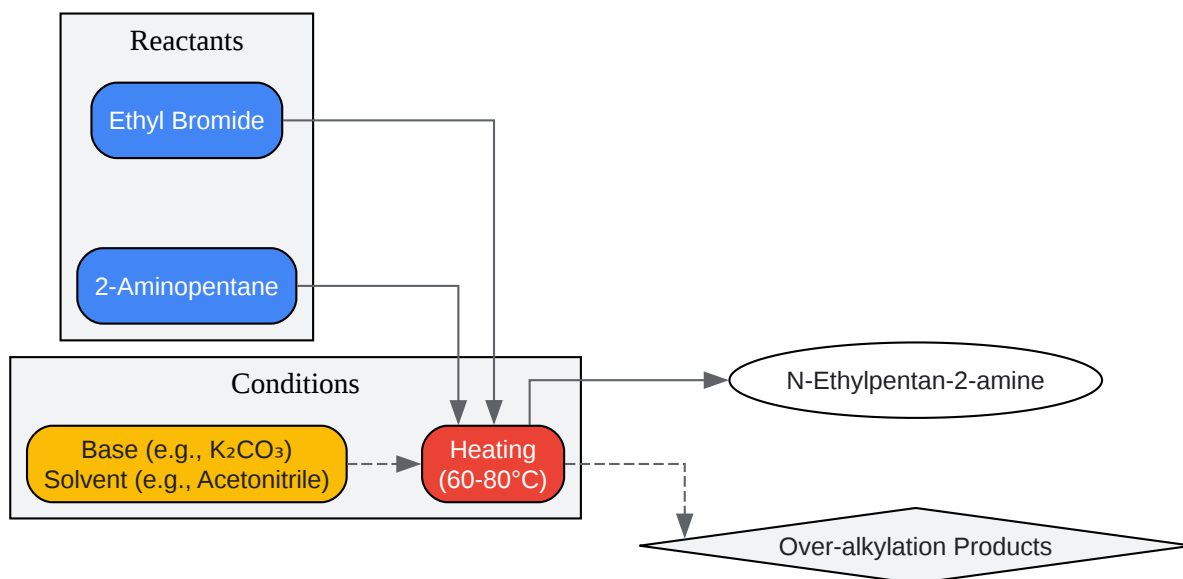 Reactants
Ethyl Bromide
2-Aminopentane
Conditions
Base (e.g., K₂CO₃)
Solvent (e.g., Acetonitrile)
Heating
(60-80°C)
N-Ethylpentan-2-amine
Over-alkylation Products